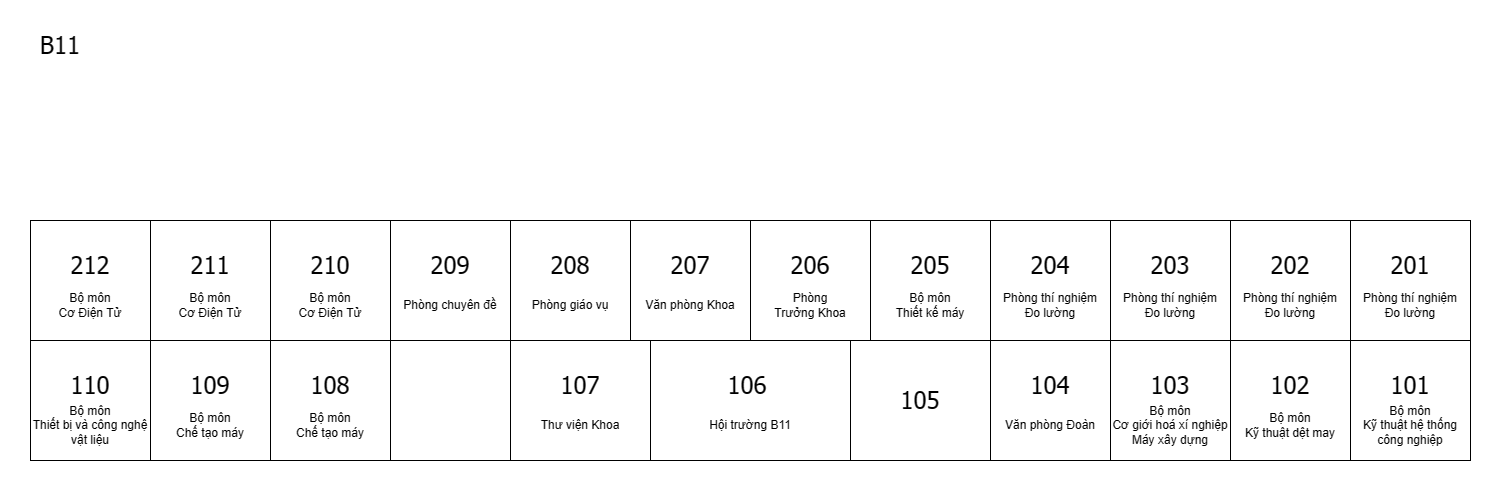 B11
212
Bộ môn
Cơ Điện Tử
211
Bộ môn
Cơ Điện Tử
210
Bộ môn
Cơ Điện Tử
209
Phòng chuyên đề
208
Phòng giáo vụ
207
Văn phòng Khoa
206
Phòng
Trưởng Khoa
205
Bộ môn
Thiết kế máy
204
Phòng thí nghiệm
Đo lường
203
Phòng thí nghiệm
Đo lường
202
Phòng thí nghiệm
Đo lường
201
Phòng thí nghiệm
Đo lường
110
Bộ môn
Thiết bị và công nghệ
vật liệu
109
Bộ môn
Chế tạo máy
108
Bộ môn
Chế tạo máy
107
Thư viện Khoa
106
Hội trường B11
105
104
Văn phòng Đoàn
103
Bộ môn
Cơ giới hoá xí nghiệp
Máy xây dựng
102
Bộ môn
Kỹ thuật dệt may
101
Bộ môn
Kỹ thuật hệ thống
công nghiệp